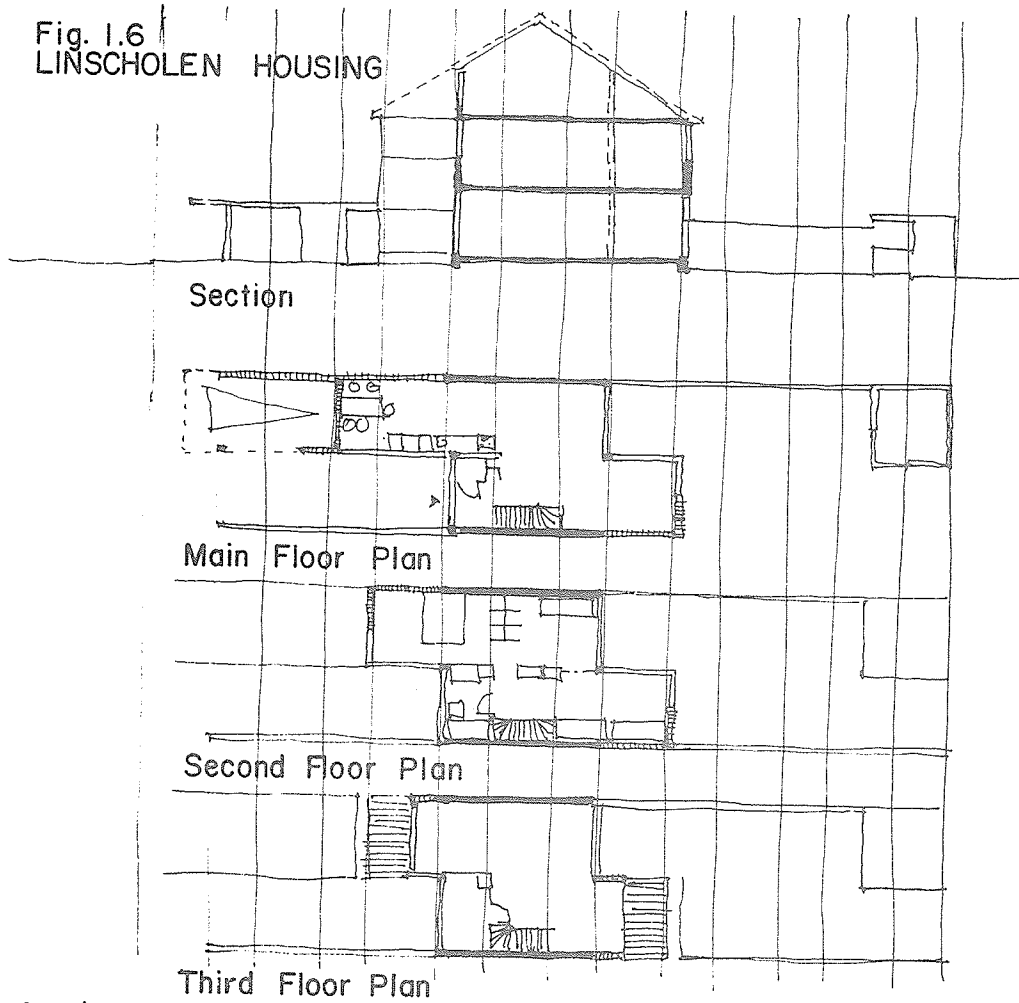 Fig. 1.6
LINSCHOLEN HOUSING
Section
Main Floor Plan
Second Floor Plan
Third Floor Plan